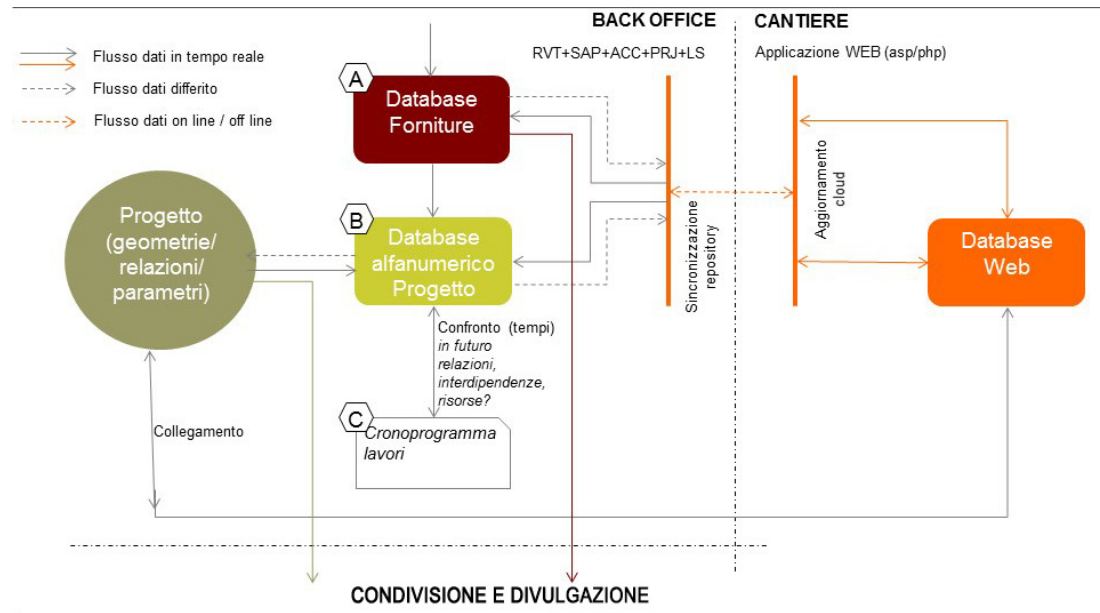 BACK OFFICE
CANTIERE
RVT+SAP+ACC+PRJ+LS
Applicazione WEB (asp/php)
Flusso dati in tempo reale
Flusso dati differito
Flusso dati on line / off line
A
Database
Forniture
B
Database
alfanumerico
Progetto
Progetto
(geometrie/
relazioni/
parametri)
Sincronizzazione
repository
Aggiornamento
cloud
Database
Web
Confronto (tempi)
in futuro
relazioni,
interdipendenze,
risorse?
C
Cronoprogramma
lavori
Collegamento
CONDIVISIONE E DIVULGAZIONE